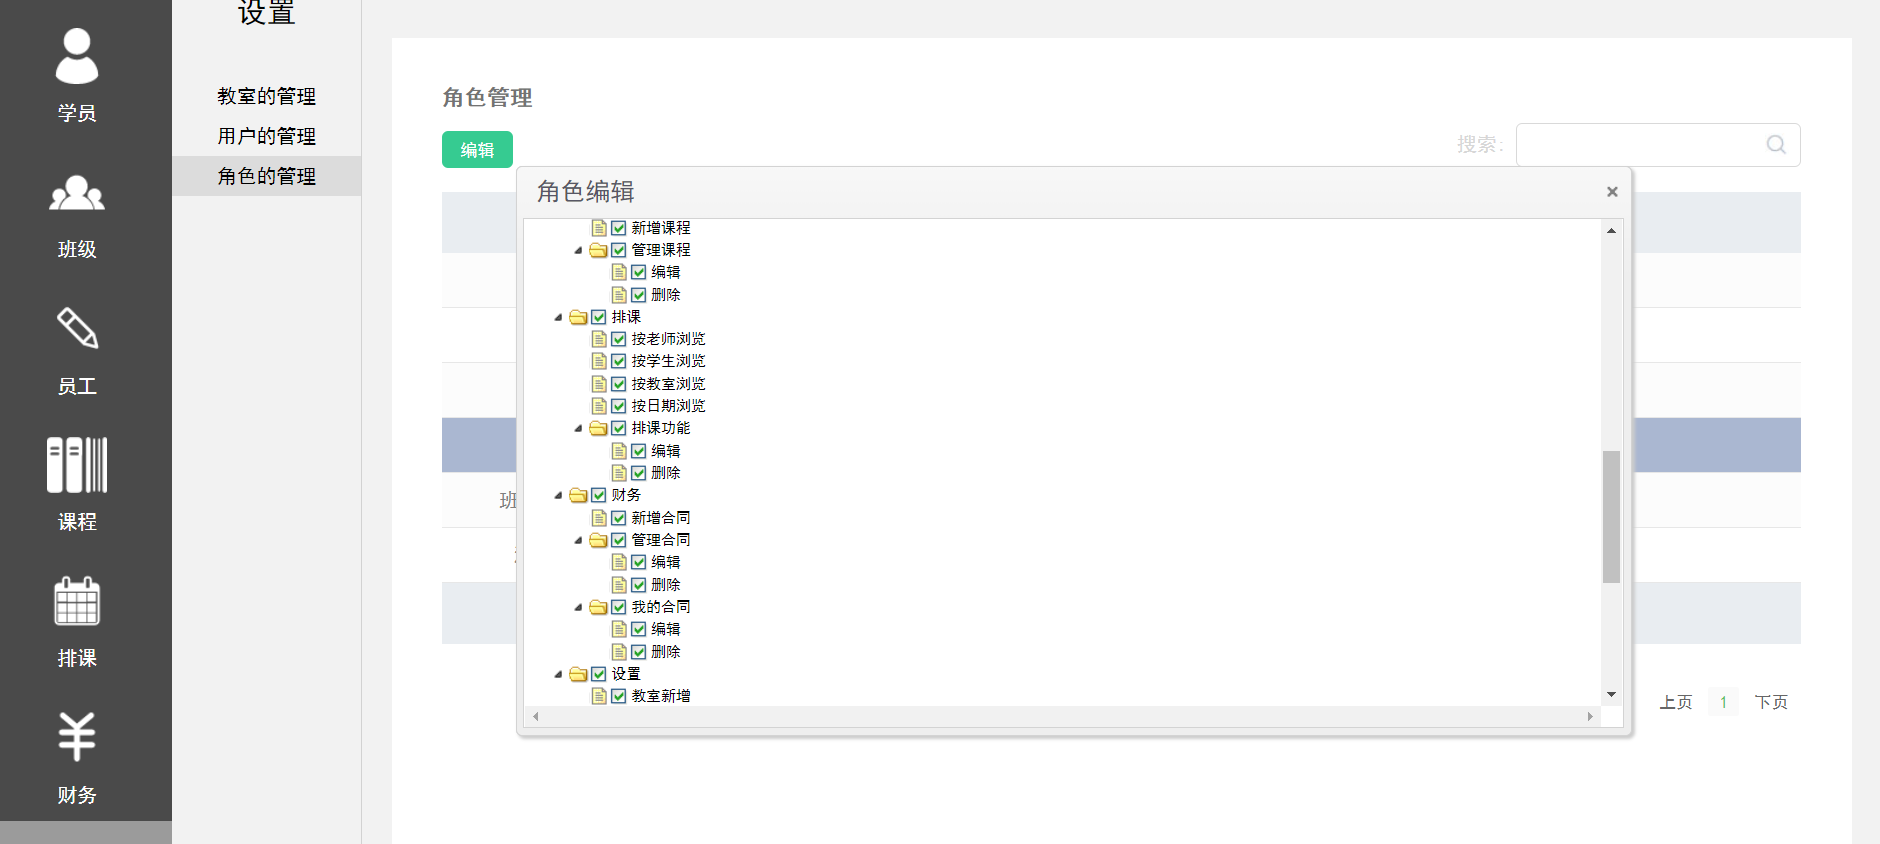 学员
班级
员工
课程
排课
财务
设置
教室的管理
用户的管理
角色的管理
角色管理
编辑
搜索:
角色编辑
新增课程
管理课程
编辑
删除
排课
按老师浏览
按学生浏览
按教室浏览
按日期浏览
排课功能
编辑
删除
财务
新增合同
管理合同
编辑
删除
我的合同
编辑
删除
设置
教室新增
班
上页 1 下页